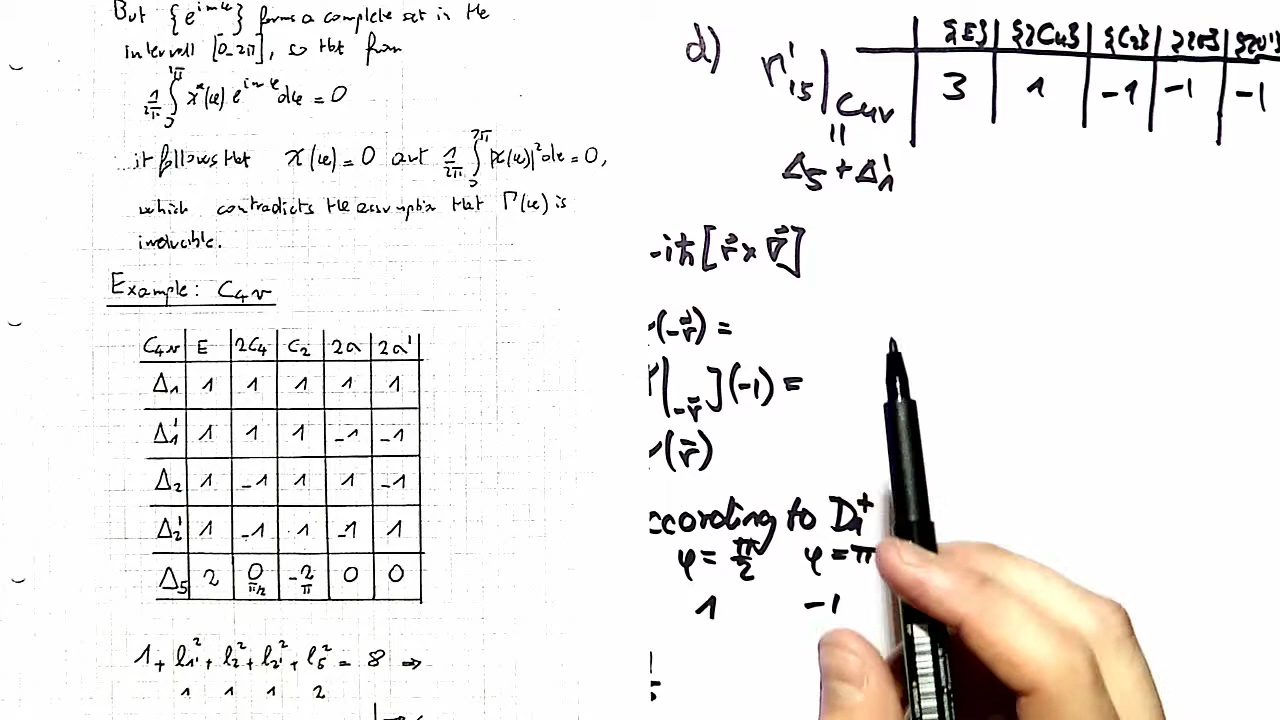 But {e^{imφ}} forms a complete set in the
intervall [0-2π], so that from
1/2π ∫_0^{2π} χ*(φ) e^{imφ} dφ = 0
it follows that χ(φ) = 0 and 1/2π ∫_0^{2π} |χ(φ)|² dφ = 0,
which contradicts the assumption that Γ(φ) is
irreducible.
Example: C₄v
C₄v E 2C₄ C₂ 2σ 2σ'
Δ₁ 1 1 1 1 1
Δ₁' 1 1 1 -1 -1
Δ₂ 1 -1 1 1 -1
Δ₂' 1 -1 1 -1 1
Δ₅ 2 0 -2 0 0
π/2 π
1 + l₁'² + l₂² + l₂'² + l₅² = 8 ⇒
1 1 1 2
d) {E} {2C₄} {C₂} {2σ} {2σ'}
Γ'₁₅|C₄v 3 1 -1 -1 -1
=
Δ₅ + Δ₁'
-iħ[r⃗ × ∇⃗]
(-r⃗) =
|_{-r⃗}](-1) =
(r⃗)
ccording to D₁⁺
φ = π/2 φ = π
1 -1